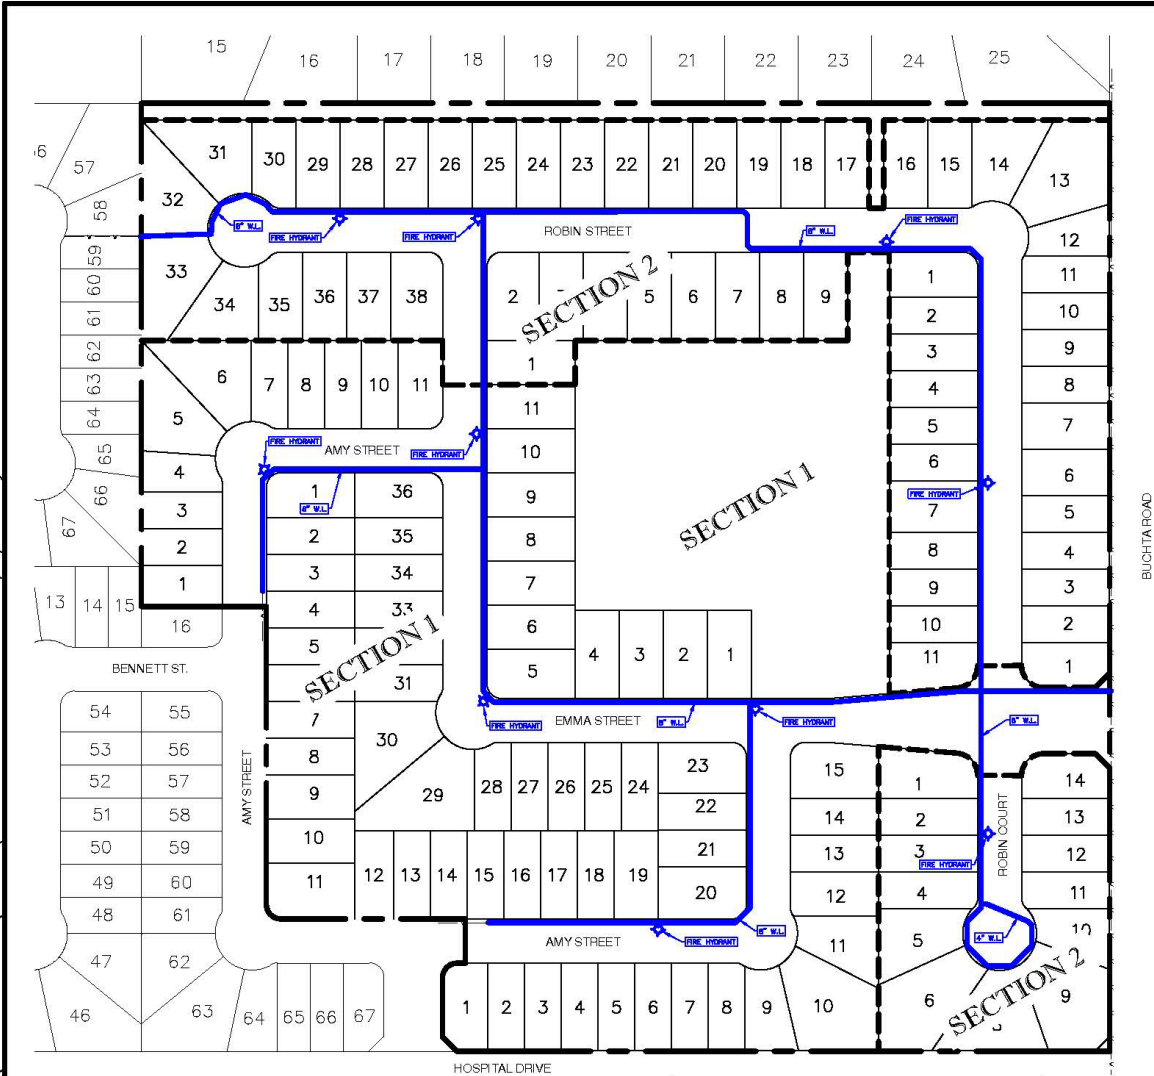 15 16 17 18 19 20 21 22 23 24 25
57
58
59
60
61
62
63
64
65
66
67
31 30 29 28 27 26 25 24 23 22 21 20 19 18 17 16 15 14 13
32
12
33
11
10
9
8
7
6
5
4
3
2
1
8" W.L.
FIRE HYDRANT
FIRE HYDRANT
ROBIN STREET
8" W.L.
FIRE HYDRANT
34 35 36 37 38
2 5 6 7 8 9
SECTION 2
1
1
2
3
4
5
6
7
8
9
10
11
FIRE HYDRANT
6 7 8 9 10 11
5
4
3
2
1
AMY STREET
FIRE HYDRANT
FIRE HYDRANT
11
10
9
8
7
6
5
4 3 2 1
SECTION 1
BUCHTA ROAD
1 36
2 35
3 34
4 33
5
31
7
30
8
9
29
10
11
SECTION 1
13 14 15
16
BENNETT ST.
54 55
53 56
52 57
51 58
50 59
49 60
48 61
47 62
46 63 64 65 66 67
AMY STREET
FIRE HYDRANT
EMMA STREET
8" W.L.
FIRE HYDRANT
8" W.L.
28 27 26 25 24
23
22
21
20
12 13 14 15 16 17 18 19
15
14
13
12
11
10
1
2
3
4
5
6
14
13
12
11
9
ROBIN COURT
FIRE HYDRANT
4" W.L.
SECTION 2
AMY STREET
FIRE HYDRANT
1 2 3 4 5 6 7 8 9
HOSPITAL DRIVE